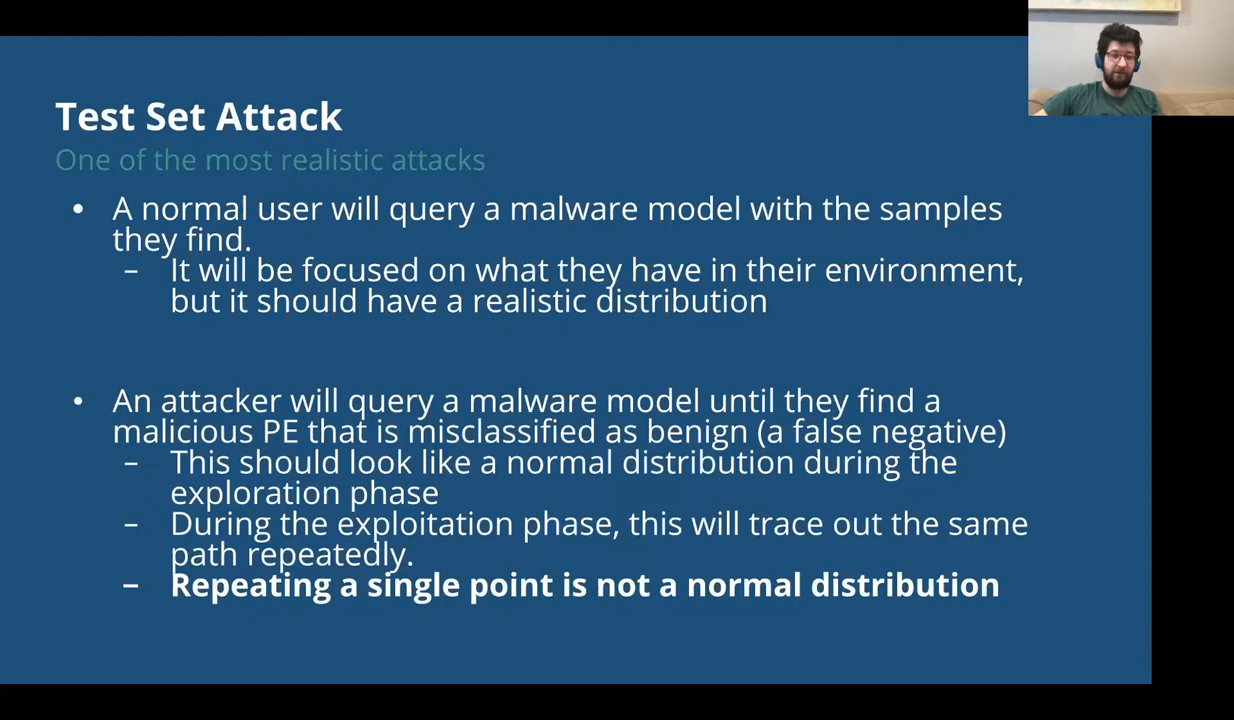 Test Set Attack
One of the most realistic attacks
• A normal user will query a malware model with the samples
they find.
– It will be focused on what they have in their environment,
but it should have a realistic distribution
• An attacker will query a malware model until they find a
malicious PE that is misclassified as benign (a false negative)
– This should look like a normal distribution during the
exploration phase
– During the exploitation phase, this will trace out the same
path repeatedly.
– Repeating a single point is not a normal distribution